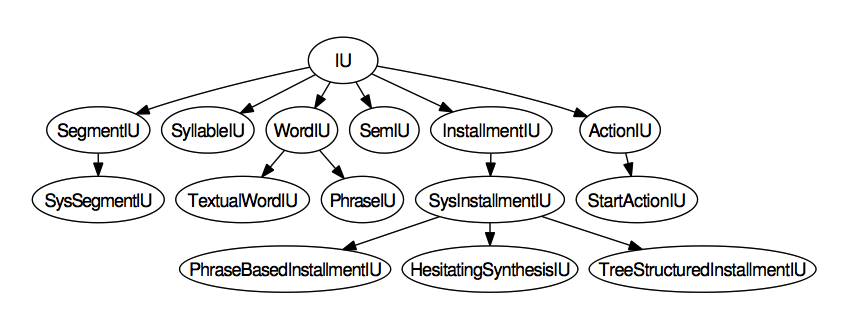 IU
SegmentIU
SyllableIU
WordIU
SemIU
InstallmentIU
ActionIU
SysSegmentIU
TextualWordIU
PhraseIU
SysInstallmentIU
StartActionIU
PhraseBasedInstallmentIU
HesitatingSynthesisIU
TreeStructuredInstallmentIU